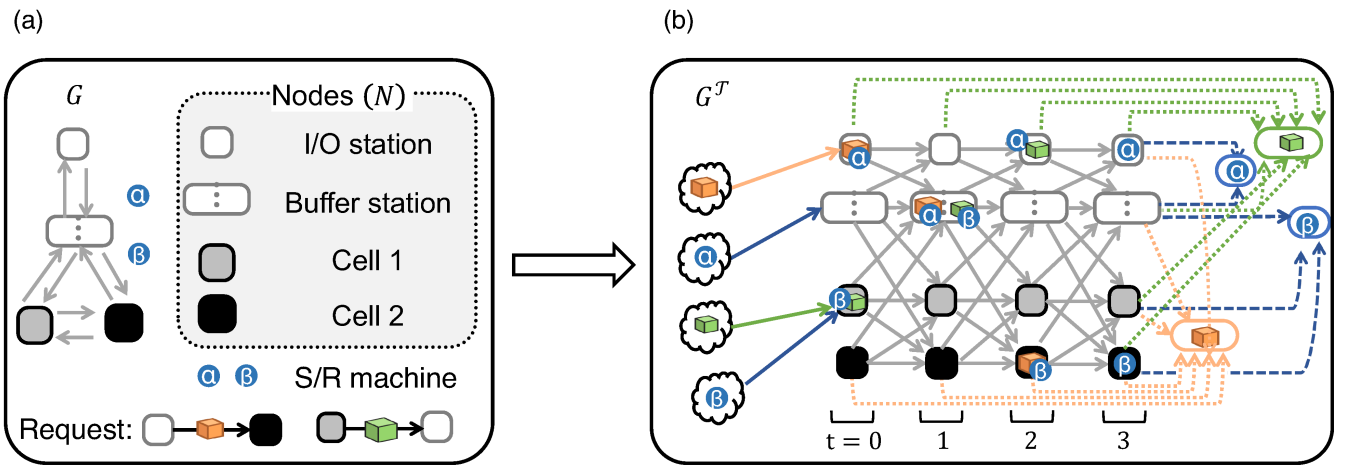 (a)
G
Nodes (N)
I/O station
α
Buffer station
β
Cell 1
Cell 2
α β S/R machine
Request:
(b)
G^𝒯
α
α
α
α
α
α
β
β
β
β
β
β
β
t = 0 1 2 3